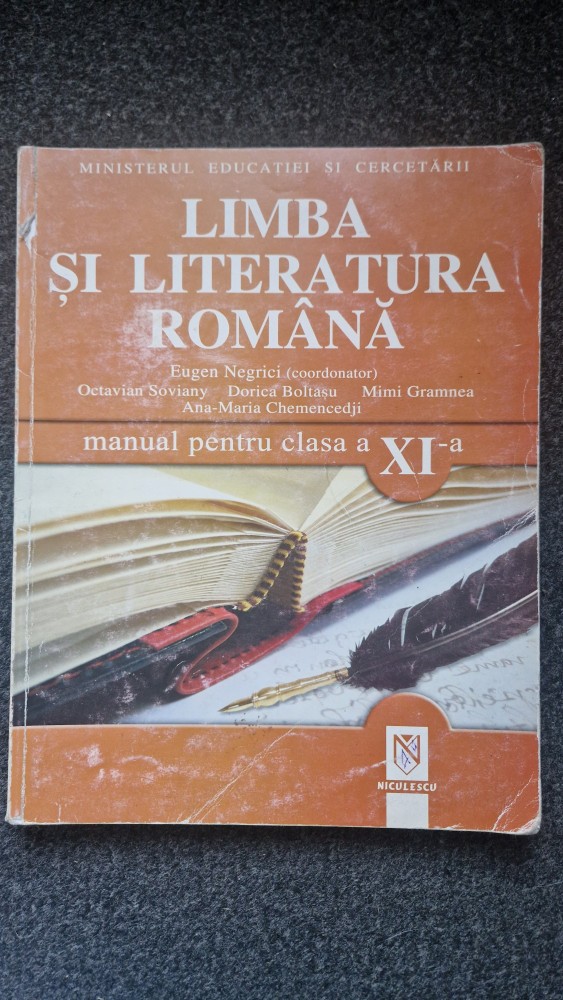 MINISTERUL EDUCAȚIEI ȘI CERCETĂRII
LIMBA
ȘI LITERATURA
ROMÂNĂ
Eugen Negrici (coordonator)
Octavian Soviany Dorica Boltașu Mimi Gramnea
Ana-Maria Chemencedji
manual pentru clasa a XI-a
NICULESCU